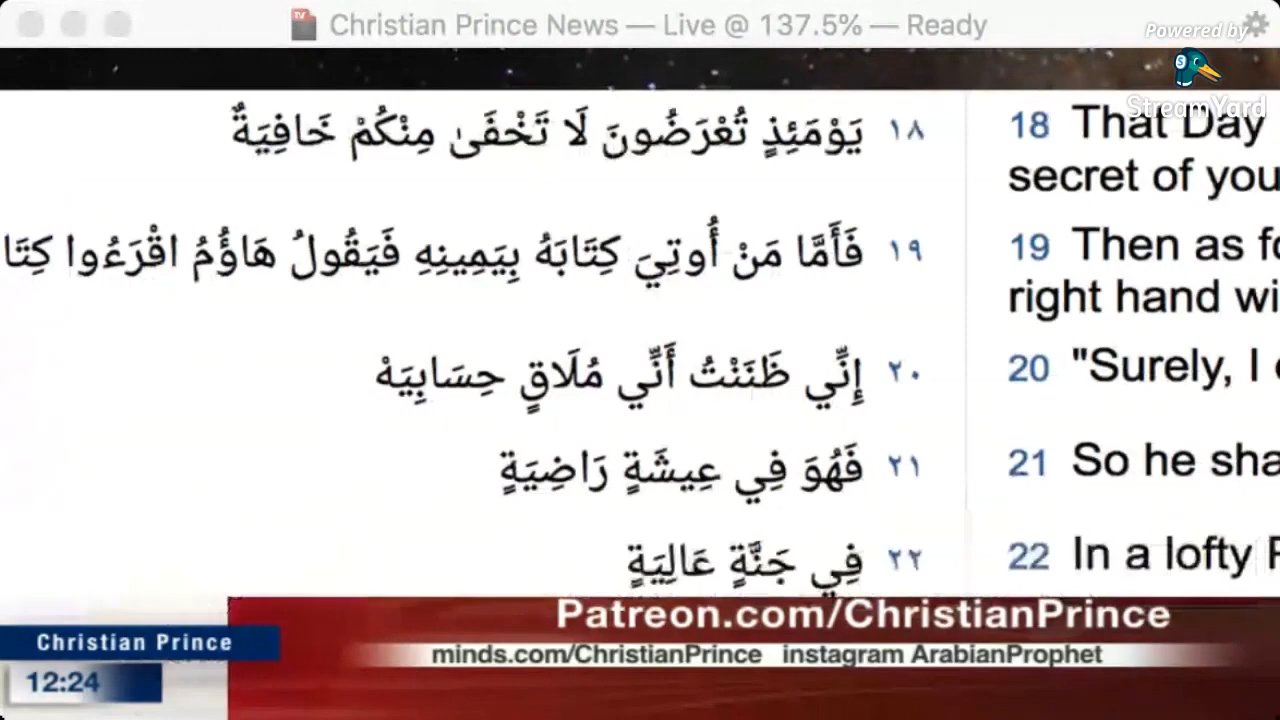 Christian Prince News — Live @ 137.5% — Ready
Powered by
StreamYard
يَوْمَئِذٍ تُعْرَضُونَ لَا تَخْفَىٰ مِنْكُمْ خَافِيَةٌ ١٨
18 That Day
secret of you
فَأَمَّا مَنْ أُوتِيَ كِتَابَهُ بِيَمِينِهِ فَيَقُولُ هَاؤُمُ اقْرَءُوا كِتَا ١٩
19 Then as fo
right hand wi
إِنِّي ظَنَنْتُ أَنِّي مُلَاقٍ حِسَابِيَهْ ٢٠
20 "Surely, I
فَهُوَ فِي عِيشَةٍ رَاضِيَةٍ ٢١
21 So he sha
فِي جَنَّةٍ عَالِيَةٍ ٢٢
22 In a lofty
Patreon.com/ChristianPrince
Christian Prince
minds.com/ChristianPrince instagram ArabianProphet
12:24